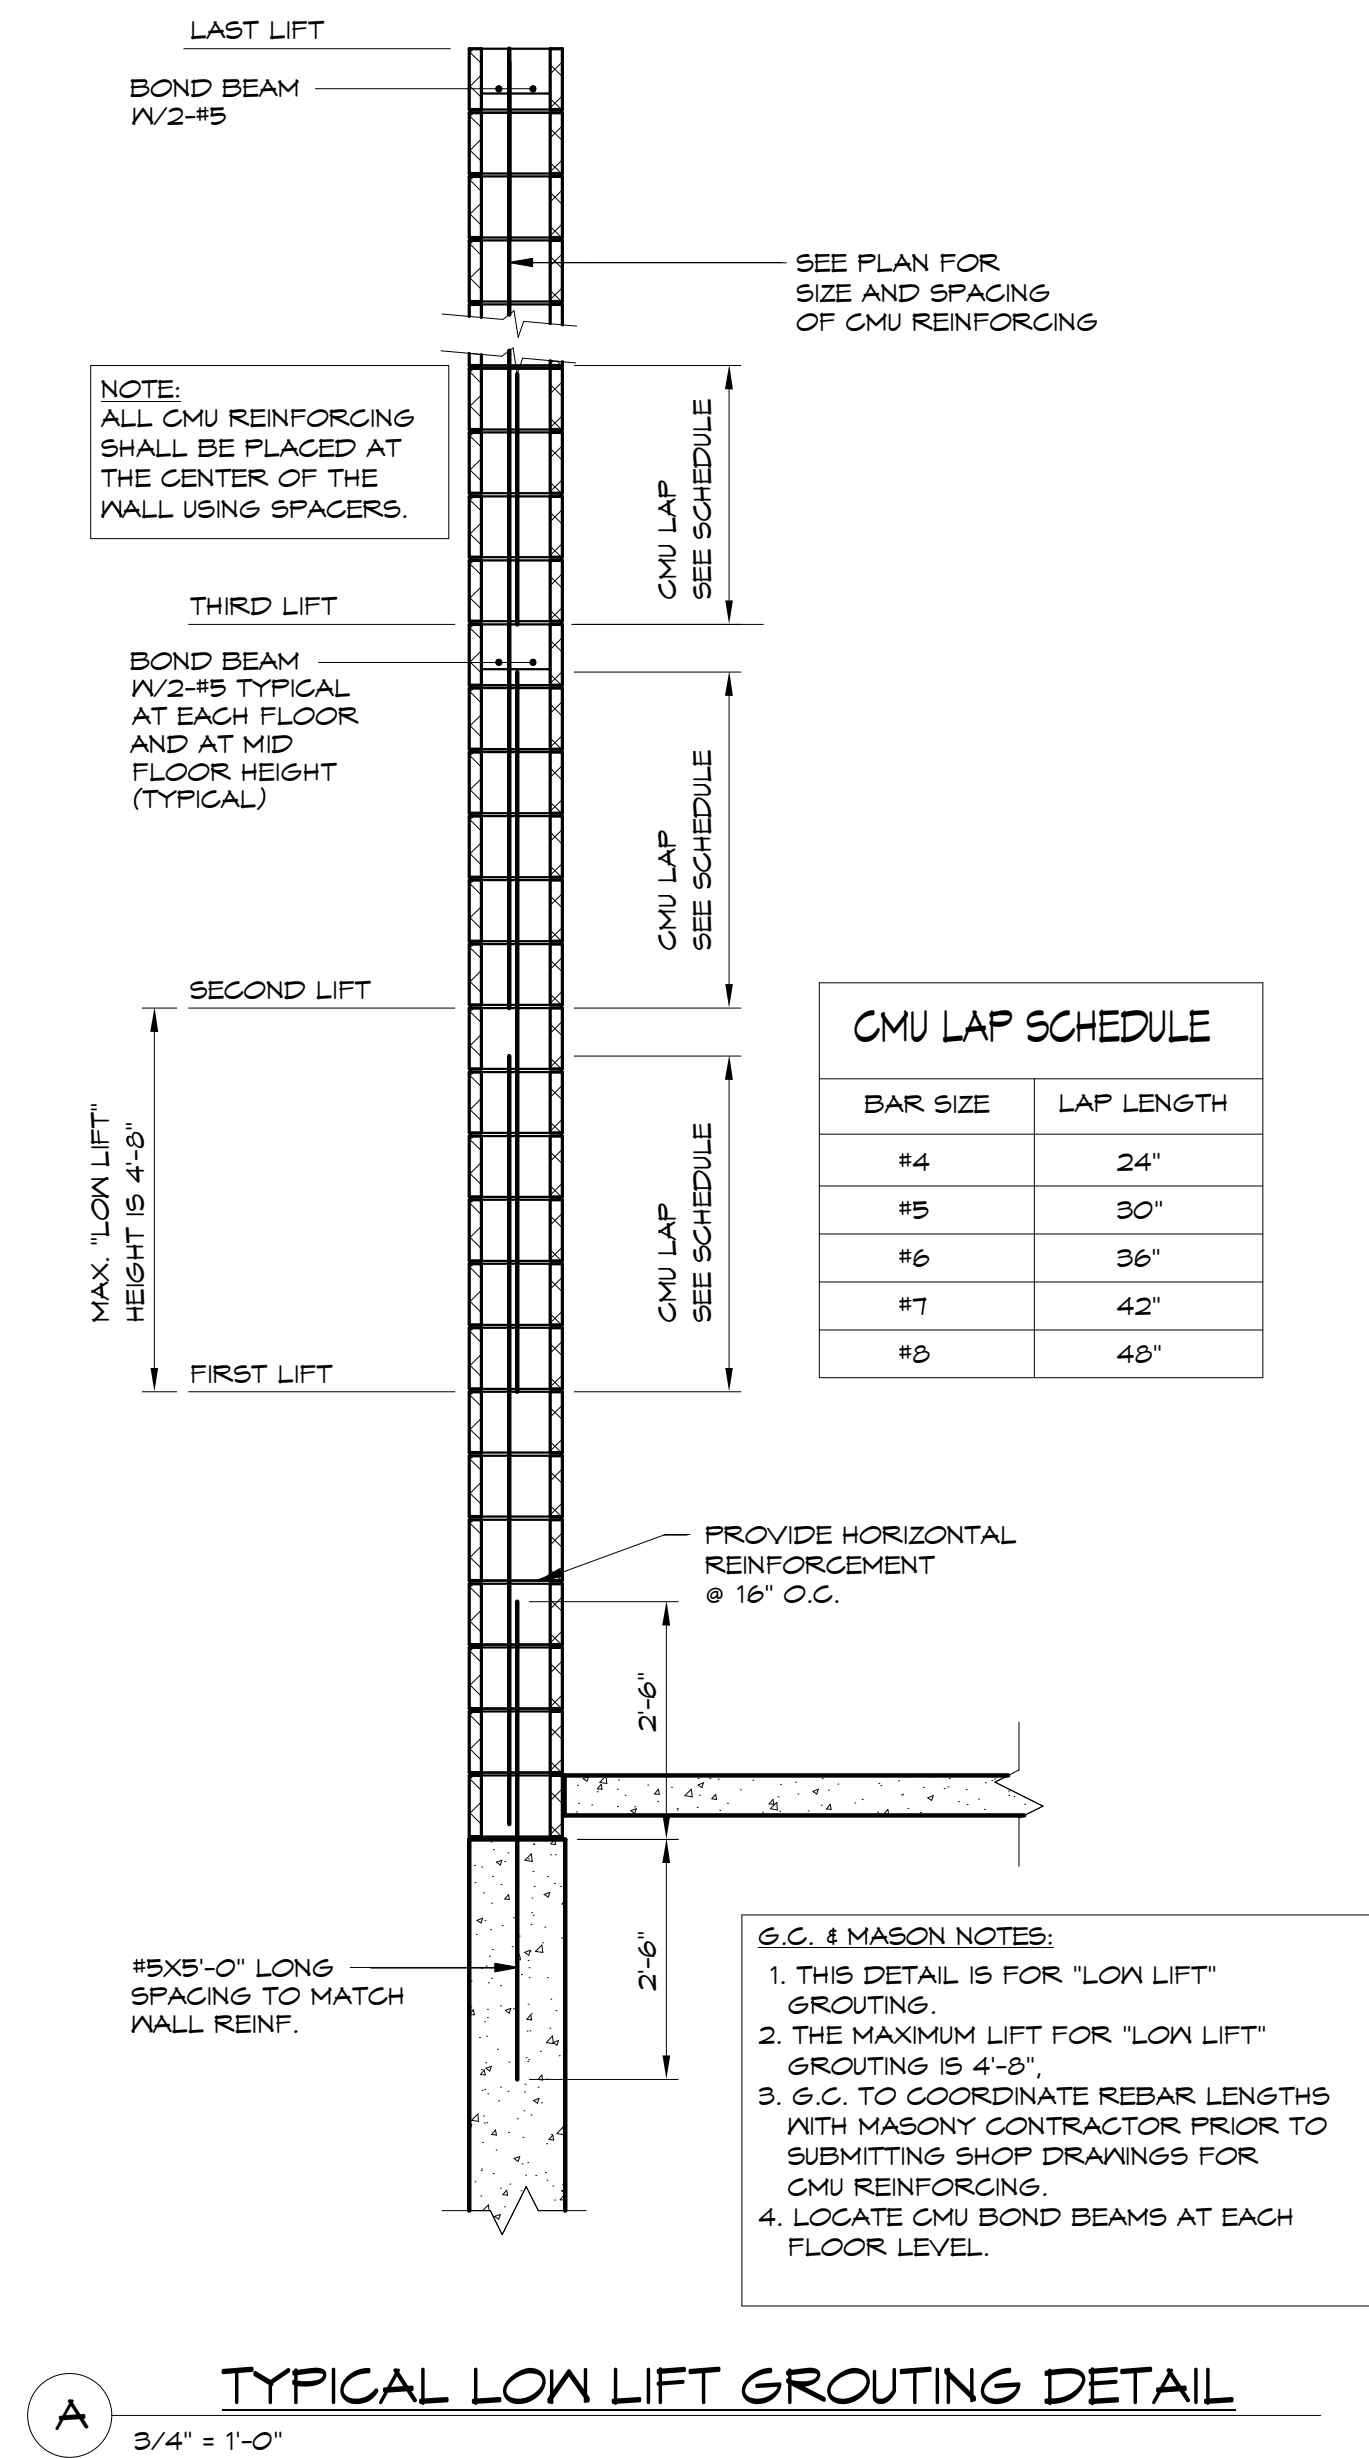 LAST LIFT
BOND BEAM
W/2-#5
SEE PLAN FOR
SIZE AND SPACING
OF CMU REINFORCING
NOTE:
ALL CMU REINFORCING
SHALL BE PLACED AT
THE CENTER OF THE
WALL USING SPACERS.
CMU LAP
SEE SCHEDULE
THIRD LIFT
BOND BEAM
W/2-#5 TYPICAL
AT EACH FLOOR
AND AT MID
FLOOR HEIGHT
(TYPICAL)
CMU LAP
SEE SCHEDULE
SECOND LIFT
MAX. "LOW LIFT"
HEIGHT IS 4'-8"
CMU LAP
SEE SCHEDULE
FIRST LIFT
CMU LAP SCHEDULE
BAR SIZE LAP LENGTH
#4 24"
#5 30"
#6 36"
#7 42"
#8 48"
PROVIDE HORIZONTAL
REINFORCEMENT
@ 16" O.C.
2'-6"
2'-6"
#5X5'-0" LONG
SPACING TO MATCH
WALL REINF.
G.C. & MASON NOTES:
1. THIS DETAIL IS FOR "LOW LIFT"
GROUTING.
2. THE MAXIMUM LIFT FOR "LOW LIFT"
GROUTING IS 4'-8",
3. G.C. TO COORDINATE REBAR LENGTHS
WITH MASONY CONTRACTOR PRIOR TO
SUBMITTING SHOP DRAWINGS FOR
CMU REINFORCING.
4. LOCATE CMU BOND BEAMS AT EACH
FLOOR LEVEL.
A
TYPICAL LOW LIFT GROUTING DETAIL
3/4" = 1'-0"